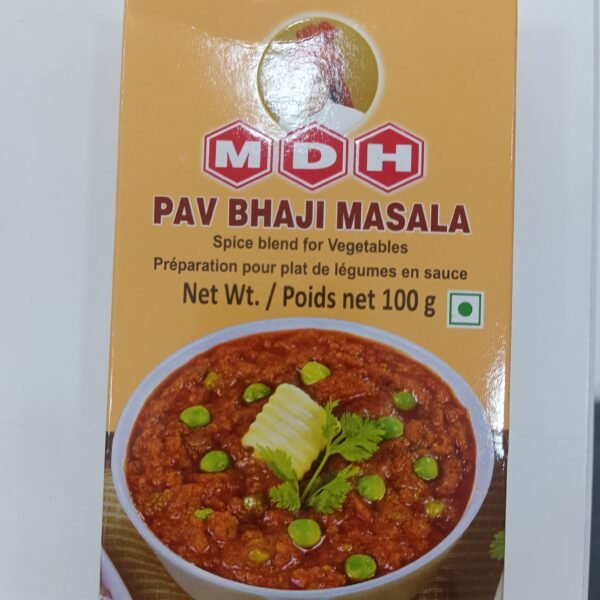 MDH
PAV BHAJI MASALA
Spice blend for Vegetables
Préparation pour plat de légumes en sauce
Net Wt. / Poids net 100 g